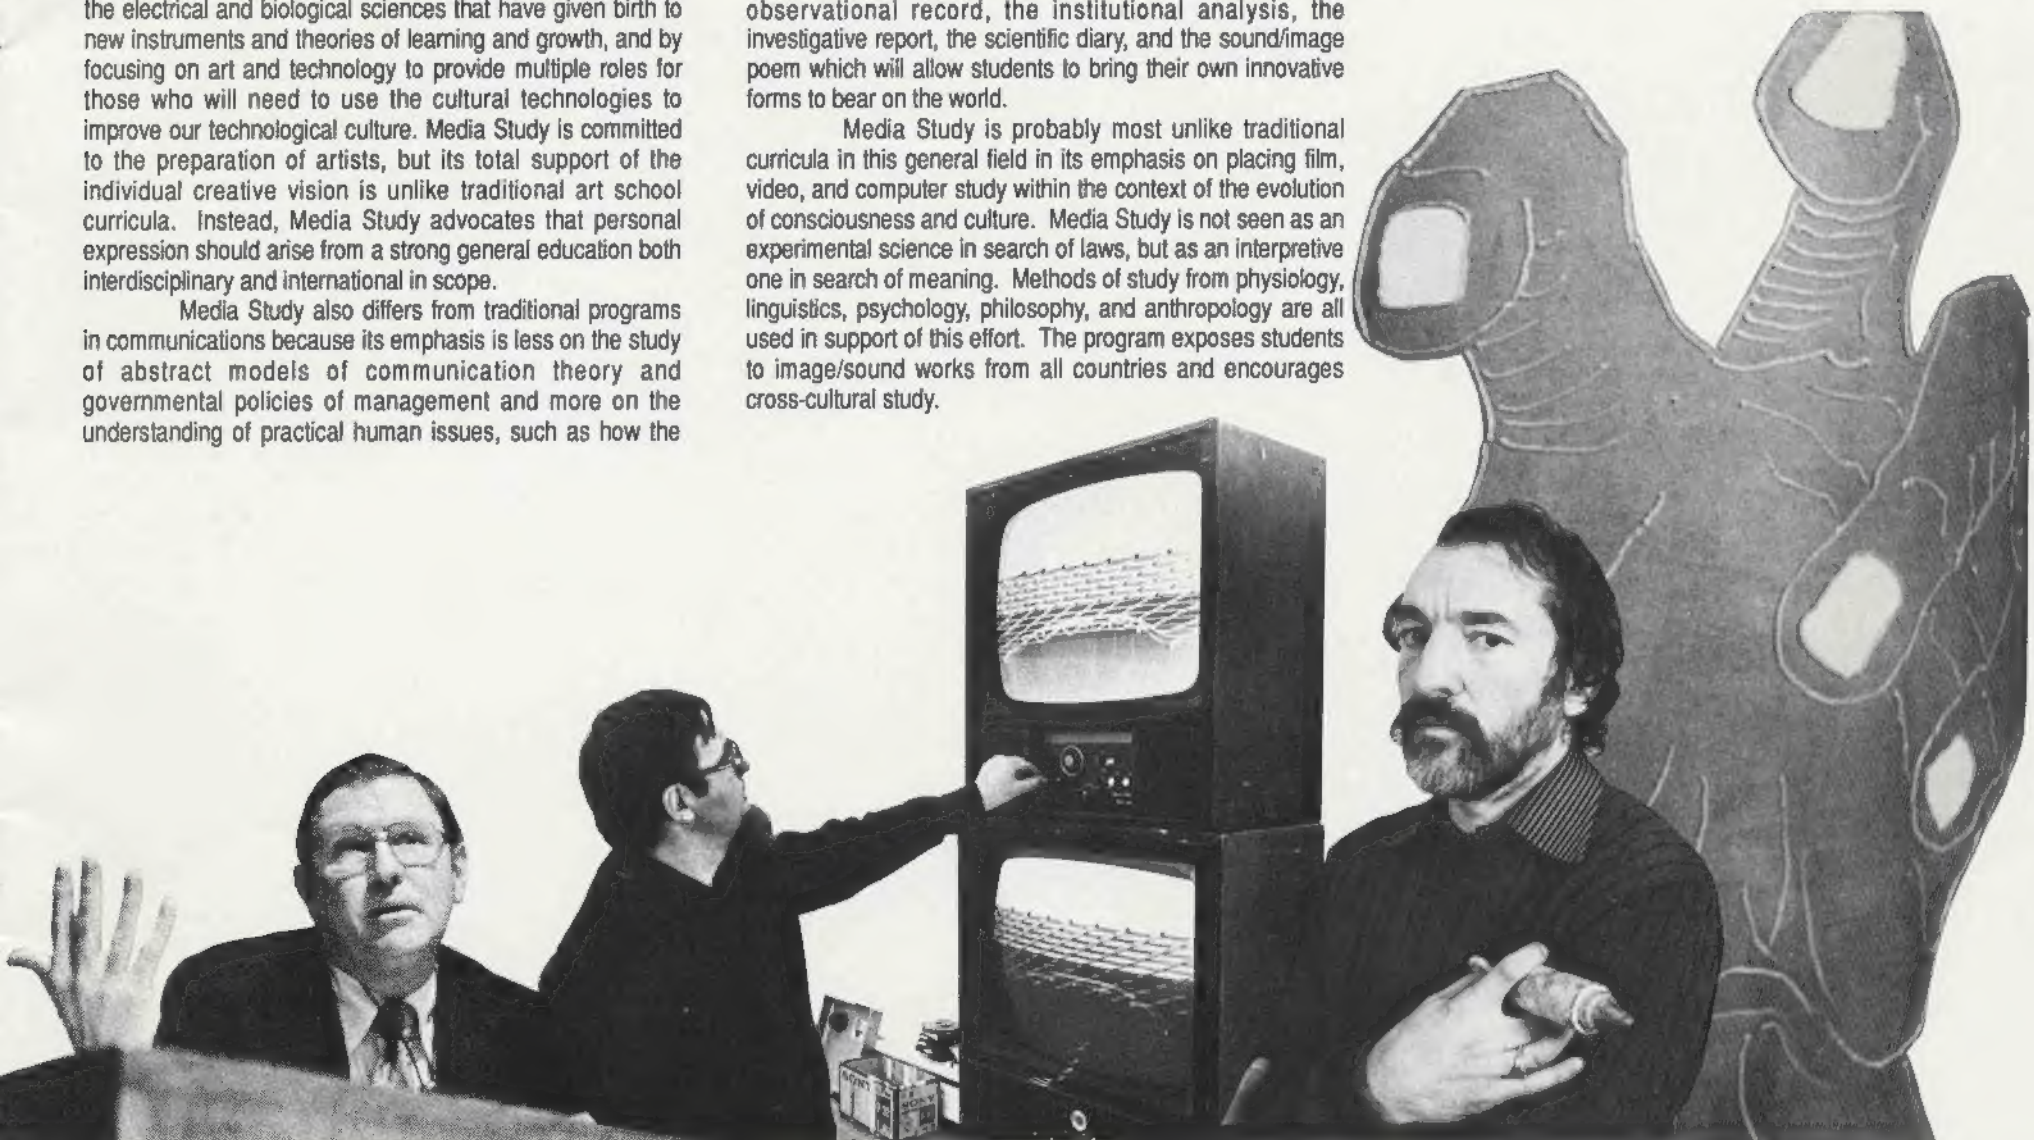 the electrical and biological sciences that have given birth to
new instruments and theories of learning and growth, and by
focusing on art and technology to provide multiple roles for
those who will need to use the cultural technologies to
improve our technological culture. Media Study is committed
to the preparation of artists, but its total support of the
individual creative vision is unlike traditional art school
curricula. Instead, Media Study advocates that personal
expression should arise from a strong general education both
interdisciplinary and international in scope.
Media Study also differs from traditional programs
in communications because its emphasis is less on the study
of abstract models of communication theory and
governmental policies of management and more on the
understanding of practical human issues, such as how the
observational record, the institutional analysis, the
investigative report, the scientific diary, and the sound/image
poem which will allow students to bring their own innovative
forms to bear on the world.
Media Study is probably most unlike traditional
curricula in this general field in its emphasis on placing film,
video, and computer study within the context of the evolution
of consciousness and culture. Media Study is not seen as an
experimental science in search of laws, but as an interpretive
one in search of meaning. Methods of study from physiology,
linguistics, psychology, philosophy, and anthropology are all
used in support of this effort. The program exposes students
to image/sound works from all countries and encourages
cross-cultural study.
SONY
SONY